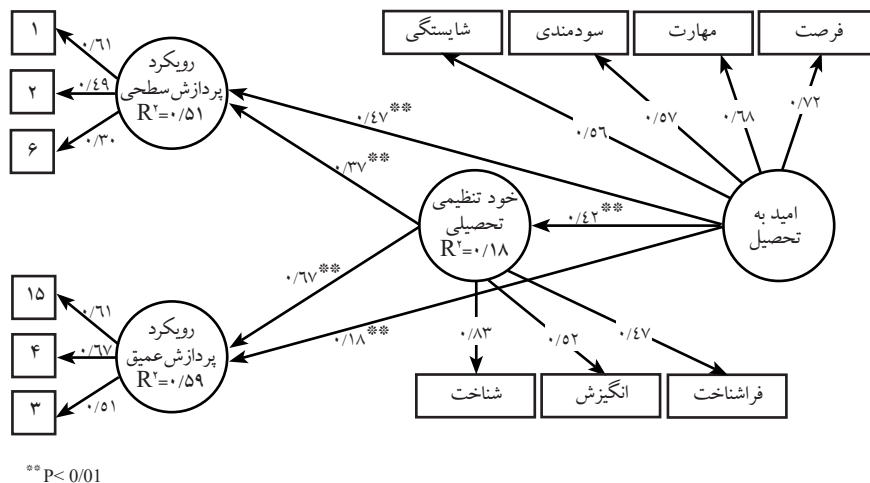 فرصت
مهارت
سودمندی
شایستگی
۰/۷۲
۰/۶۸
۰/۵۷
۰/۵۶
امید به
تحصیل
۰/۴۷**
۰/۳۷**
۰/۴۲**
۰/۶۷**
۰/۱۸**
خود تنظیمی
تحصیلی
R²=۰/۱۸
۰/۴۷
۰/۵۲
۰/۸۳
فراشناخت
انگیزش
شناخت
رویکرد
پردازش سطحی
R²=۰/۵۱
۰/۶۱
۰/۴۹
۰/۳۰
۱
۲
۶
رویکرد
پردازش عمیق
R²=۰/۵۹
۰/۶۱
۰/۶۷
۰/۵۱
۱۵
۴
۳
** P< 0/01